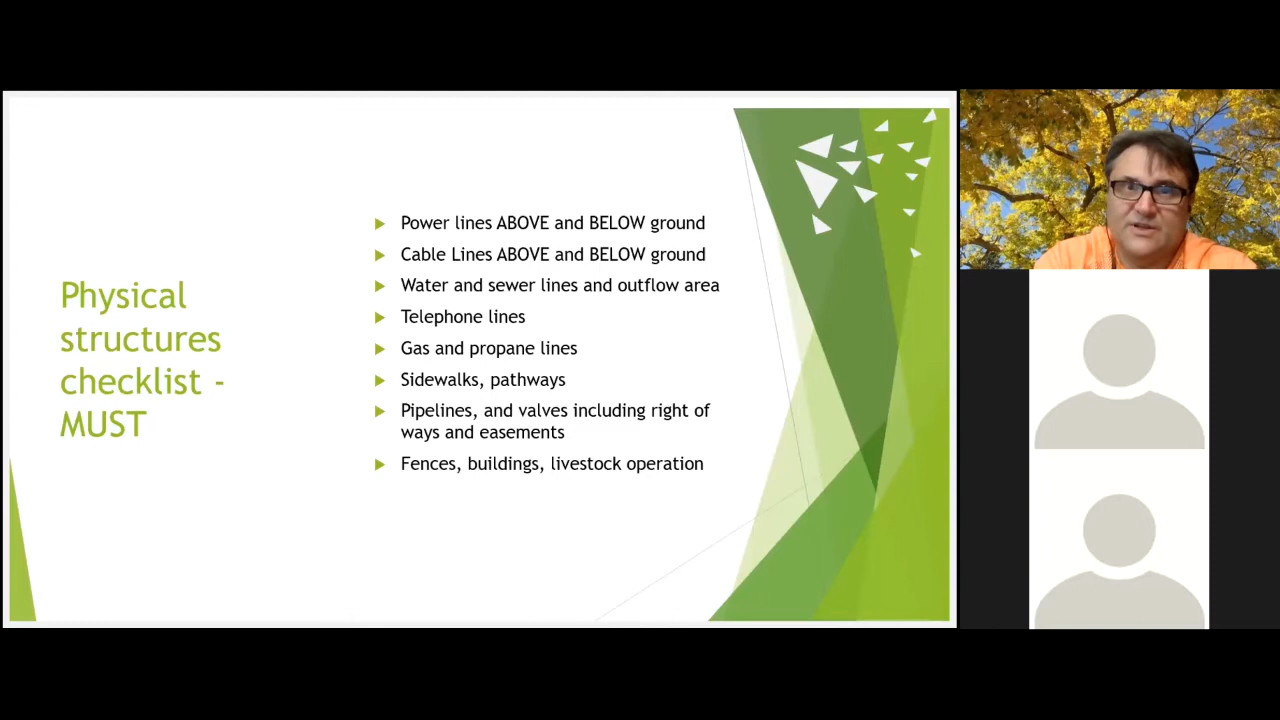 Physical
structures
checklist -
MUST
Power lines ABOVE and BELOW ground
Cable Lines ABOVE and BELOW ground
Water and sewer lines and outflow area
Telephone lines
Gas and propane lines
Sidewalks, pathways
Pipelines, and valves including right of
ways and easements
Fences, buildings, livestock operation